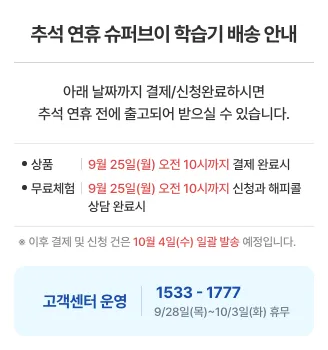 추석 연휴 슈퍼브이 학습기 배송 안내
아래 날짜까지 결제/신청완료하시면
추석 연휴 전에 출고되어 받으실 수 있습니다.
• 상품 | 9월 25일(월) 오전 10시까지 결제 완료시
• 무료체험 | 9월 25일(월) 오전 10시까지 신청과 해피콜
상담 완료시
※ 이후 결제 및 신청 건은 10월 4일(수) 일괄 발송 예정입니다.
고객센터 운영
1533 - 1777
9/28일(목)~10/3일(화) 휴무